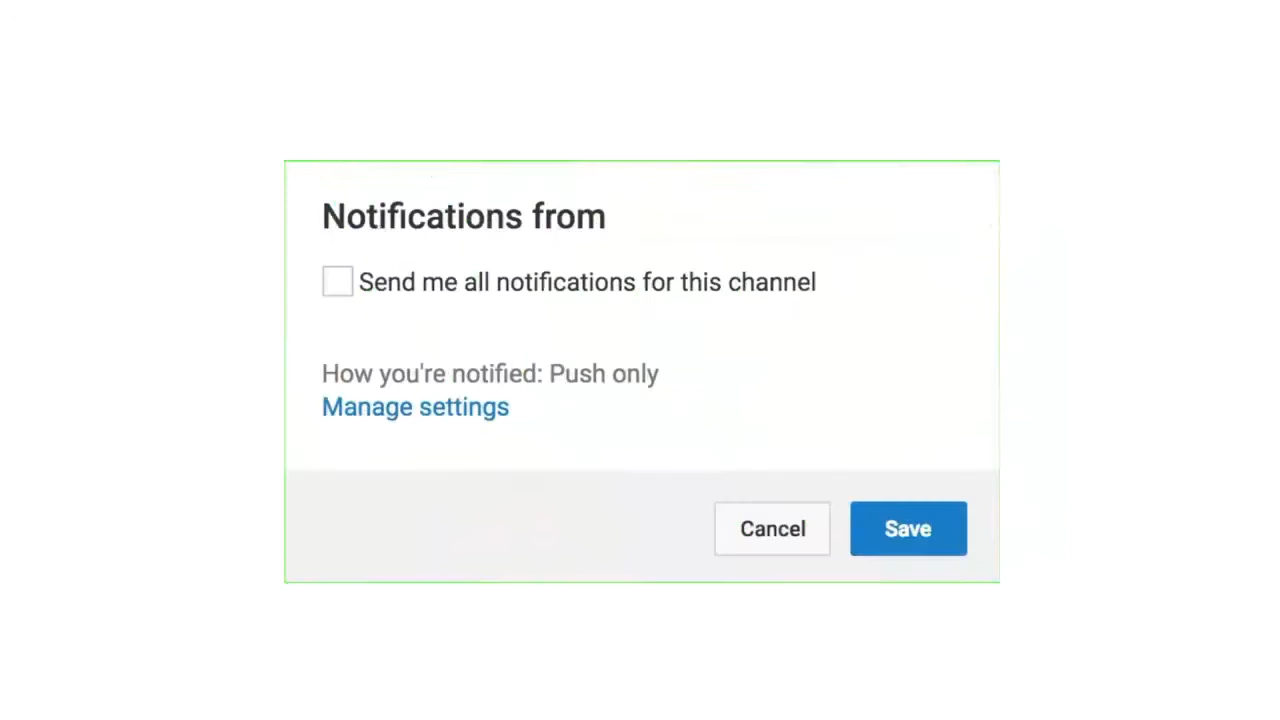 Notifications from
Send me all notifications for this channel
How you're notified: Push only
Manage settings
Cancel Save